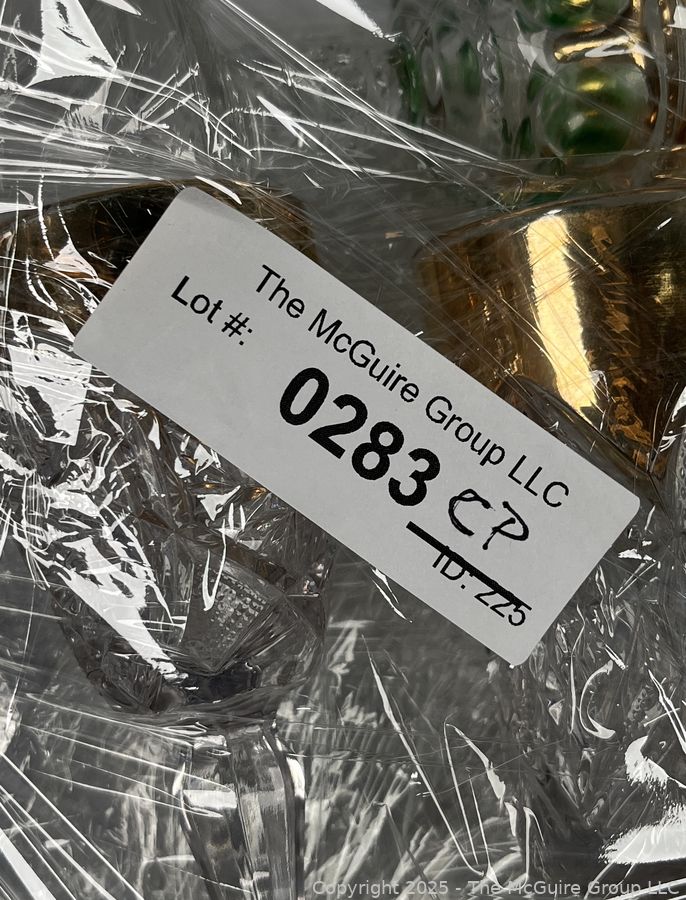 The McGuire Group LLC
Lot #:
0283 CP
ID: 225
Copyright 2025 - The McGuire Group LLC